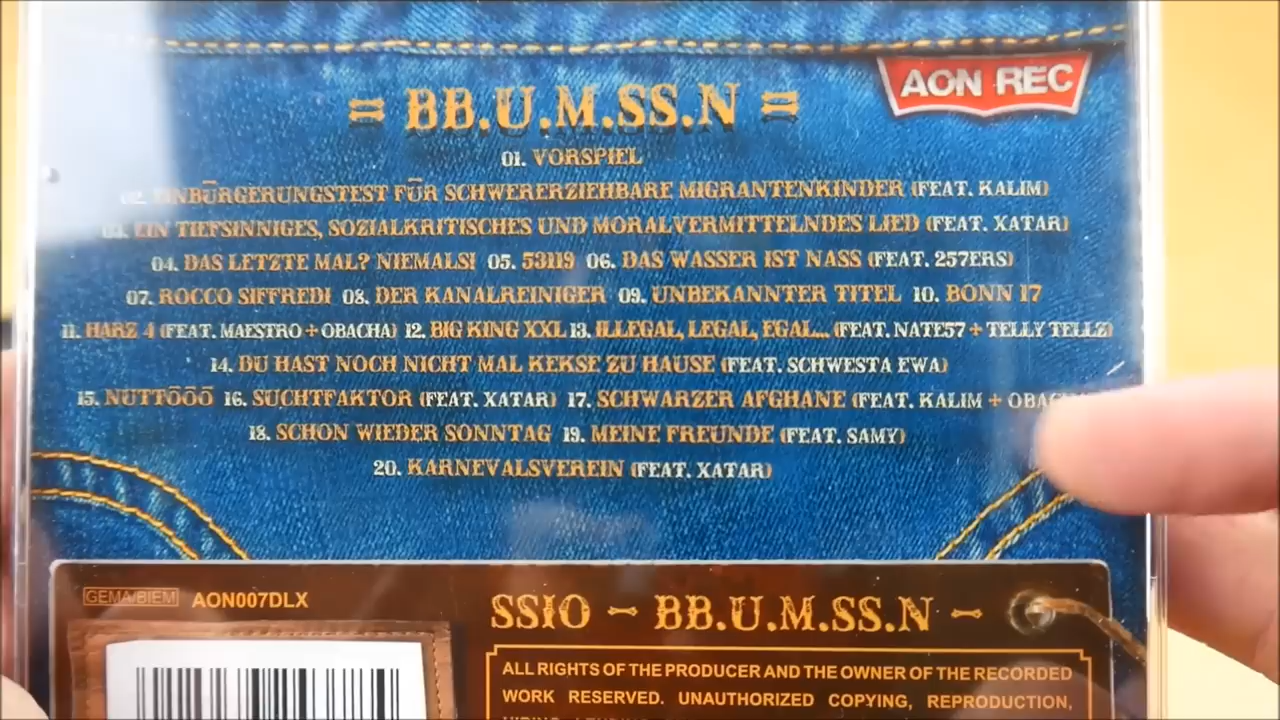 AON REC
= BB.U.M.SS.N =
01. VORSPIEL
02. EINBŪRGERUNGSTEST FŪR SCHWERERZIEHBARE MIGRANTENKINDER (FEAT. KALIM)
03. EIN TIEFSINNIGES, SOZIALKRITISCHES UND MORALVERMITTELNDES LIED (FEAT. XATAR)
04. DAS LETZTE MAL? NIEMALS! 05. 53119 06. DAS WASSER IST NASS (FEAT. 257ERS)
07. ROCCO SIFFREDI 08. DER KANALREINIGER 09. UNBEKANNTER TITEL 10. BONN 17
11. HARZ 4 (FEAT. MAESTRO + OBACHA) 12. BIG KING XXL 13. ILLEGAL, LEGAL, EGAL... (FEAT. NATE57 + TELLY TELLZ)
14. DU HAST NOCH NICHT MAL KEKSE ZU HAUSE (FEAT. SCHWESTA EWA)
15. NUTTŌŌŌ 16. SUCHTFAKTOR (FEAT. XATAR) 17. SCHWARZER AFGHANE (FEAT. KALIM +
18. SCHON WIEDER SONNTAG 19. MEINE FREUNDE (FEAT. SAMY)
20. KARNEVALSVEREIN (FEAT. XATAR)
GEMA/BIEM AON007DLX
SSIO – BB.U.M.SS.N –
ALL RIGHTS OF THE PRODUCER AND THE OWNER OF THE RECORDED
WORK RESERVED. UNAUTHORIZED COPYING, REPRODUCTION,